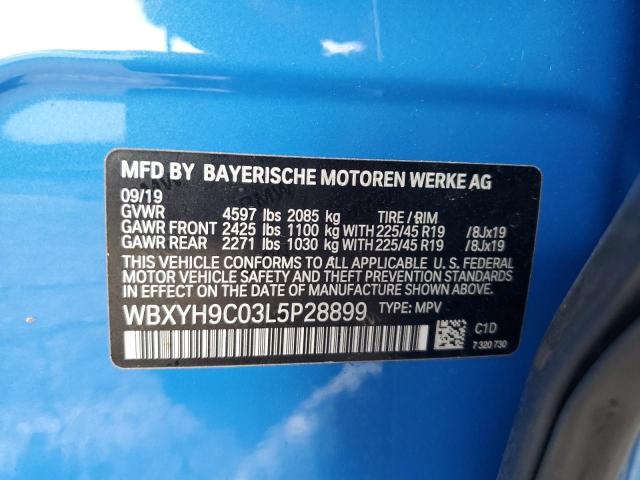 MFD BY BAYERISCHE MOTOREN WERKE AG
09/19
GVWR 4597 lbs 2085 kg TIRE / RIM
GAWR FRONT 2425 lbs 1100 kg WITH 225/45 R19 /8Jx19
GAWR REAR 2271 lbs 1030 kg WITH 225/45 R19 /8Jx19
THIS VEHICLE CONFORMS TO ALL APPLICABLE U. S. FEDERAL
MOTOR VEHICLE SAFETY AND THEFT PREVENTION STANDARDS
IN EFFECT ON THE DATE OF MANUFACTURE SHOWN ABOVE.
WBXYH9C03L5P28899 TYPE: MPV
C1D
7 320 730